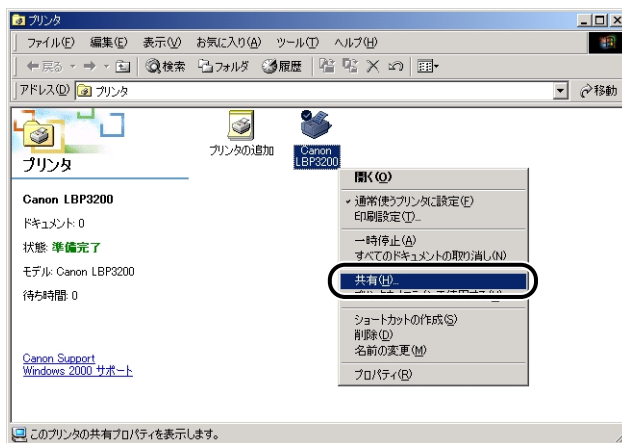 プリンタ
ファイル(F) 編集(E) 表示(V) お気に入り(A) ツール(T) ヘルプ(H)
戻る 検索 フォルダ 履歴
アドレス(D) プリンタ 移動
プリンタ
Canon LBP3200
ドキュメント: 0
状態: 準備完了
モデル: Canon LBP3200
待ち時間: 0
Canon Support
Windows 2000 サポート
プリンタの追加
Canon
LBP3200
開く(O)
通常使うプリンタに設定(F)
印刷設定(T)...
一時停止(A)
すべてのドキュメントの取り消し(N)
共有(H)...
ショートカットの作成(S)
削除(D)
名前の変更(M)
プロパティ(R)
このプリンタの共有プロパティを表示します。